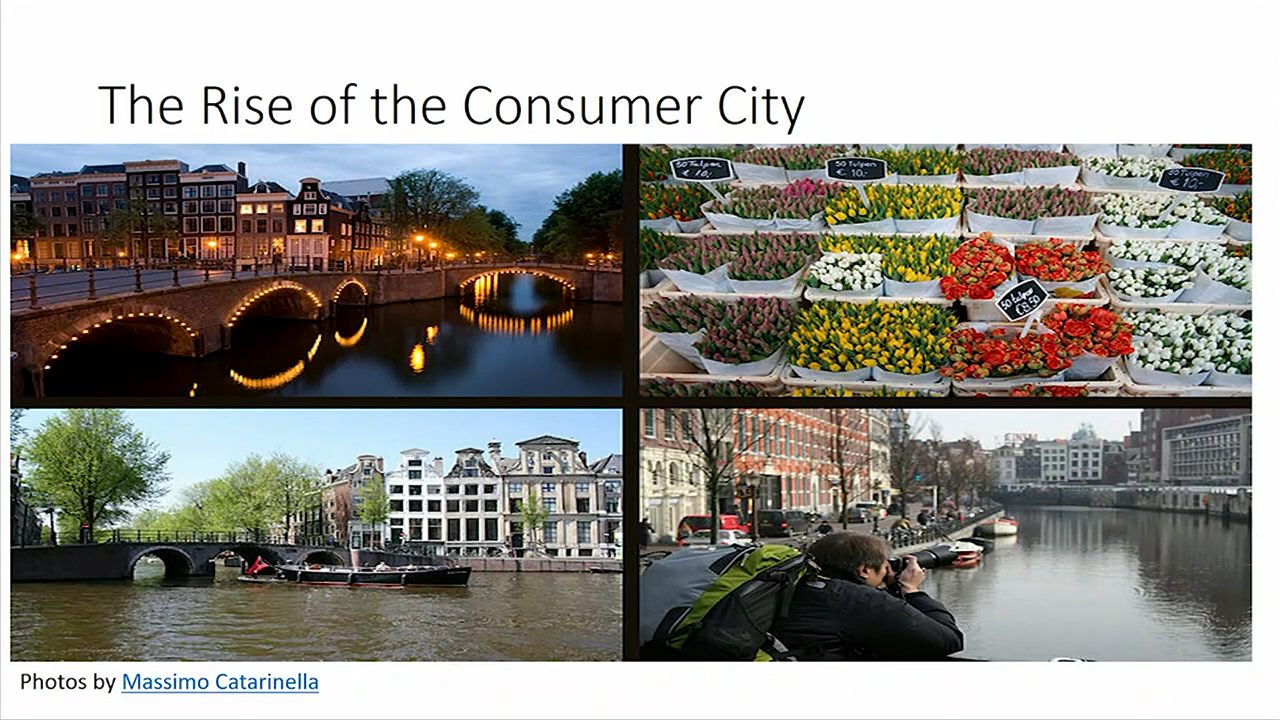 The Rise of the Consumer City
50 Tulpen
€ 10,-
50 Tulpen
€ 10,-
50 Tulpen
€ 10,-
50 tulpen
€8,50
Photos by Massimo Catarinella